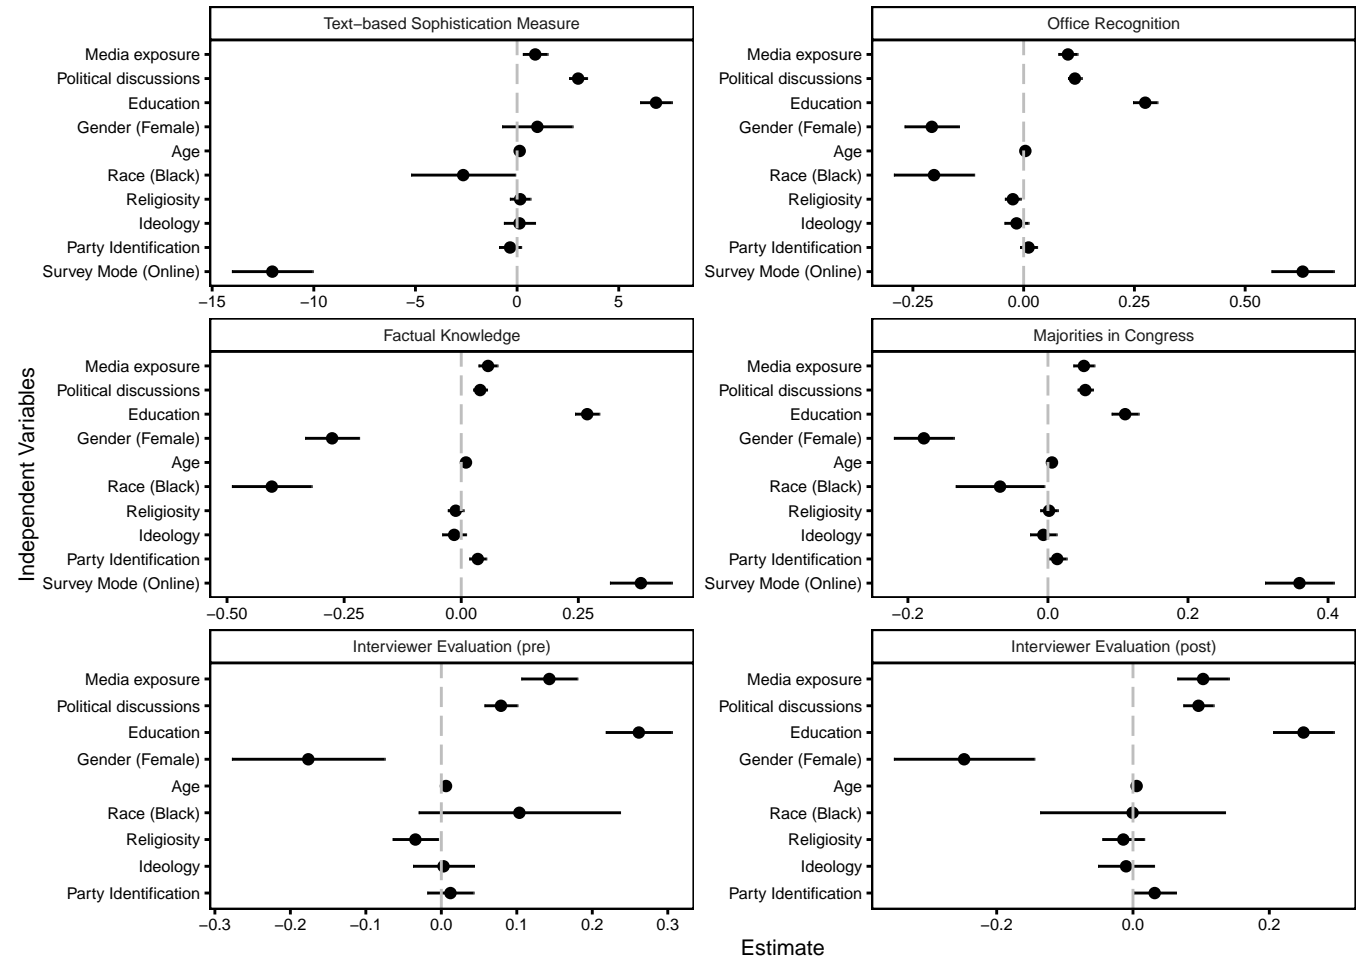 Text−based Sophistication Measure
Media exposure
Political discussions
Education
Gender (Female)
Age
Race (Black)
Religiosity
Ideology
Party Identification
Survey Mode (Online)
−15 −10 −5 0 5
Office Recognition
Media exposure
Political discussions
Education
Gender (Female)
Age
Race (Black)
Religiosity
Ideology
Party Identification
Survey Mode (Online)
−0.25 0.00 0.25 0.50
Independent Variables
Factual Knowledge
Media exposure
Political discussions
Education
Gender (Female)
Age
Race (Black)
Religiosity
Ideology
Party Identification
Survey Mode (Online)
−0.50 −0.25 0.00 0.25
Majorities in Congress
Media exposure
Political discussions
Education
Gender (Female)
Age
Race (Black)
Religiosity
Ideology
Party Identification
Survey Mode (Online)
−0.2 0.0 0.2 0.4
Interviewer Evaluation (pre)
Media exposure
Political discussions
Education
Gender (Female)
Age
Race (Black)
Religiosity
Ideology
Party Identification
−0.3 −0.2 −0.1 0.0 0.1 0.2 0.3
Interviewer Evaluation (post)
Media exposure
Political discussions
Education
Gender (Female)
Age
Race (Black)
Religiosity
Ideology
Party Identification
−0.2 0.0 0.2
Estimate